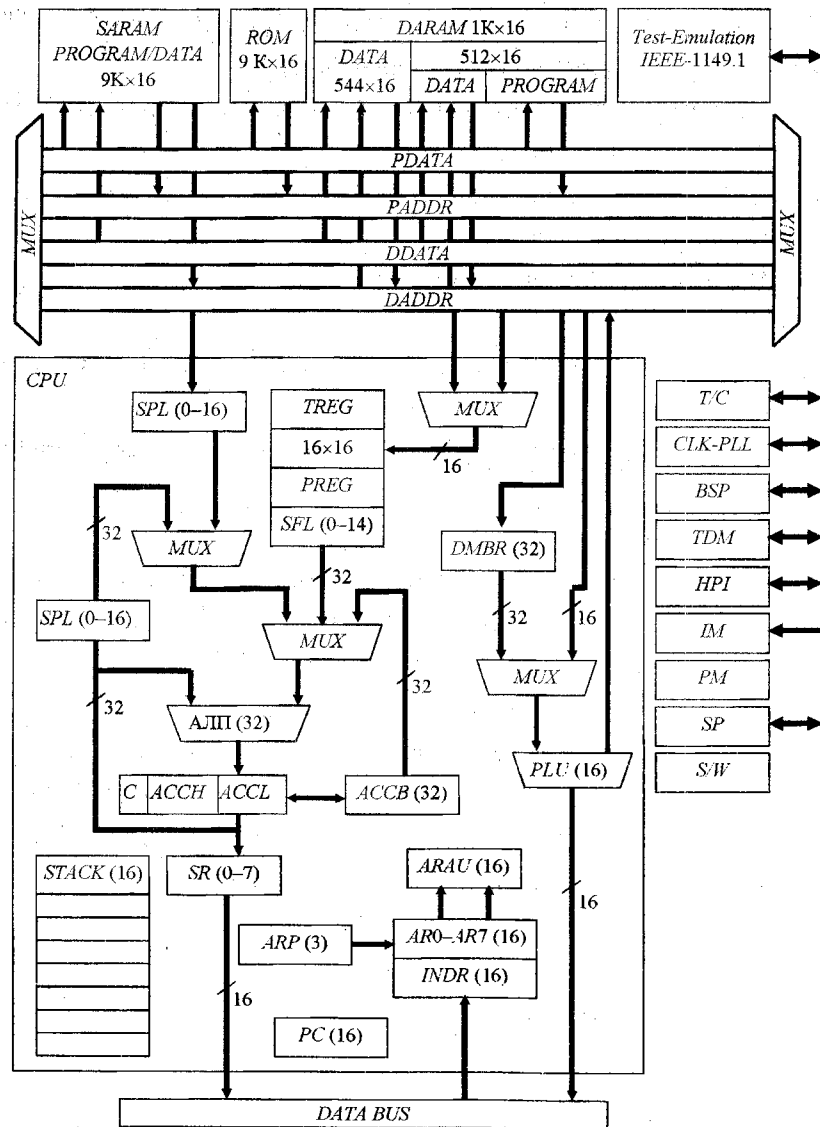 SARAM
PROGRAM/DATA
9K×16
ROM
9 K×16
DARAM 1K×16
DATA
544×16
512×16
DATA
PROGRAM
Test-Emulation
IEEE-1149.1
MUX
PDATA
PADDR
DDATA
DADDR
MUX
CPU
SPL (0–16)
TREG
16×16
PREG
SFL (0–14)
MUX
16
32
MUX
32
DMBR (32)
SPL (0–16)
MUX
32
16
32
32
MUX
АЛП (32)
PLU (16)
C
ACCH
ACCL
ACCB (32)
STACK (16)
SR (0–7)
ARAU (16)
16
ARP (3)
AR0–AR7 (16)
INDR (16)
16
PC (16)
DATA BUS
T/C
CLK-PLL
BSP
TDM
HPI
IM
PM
SP
S/W